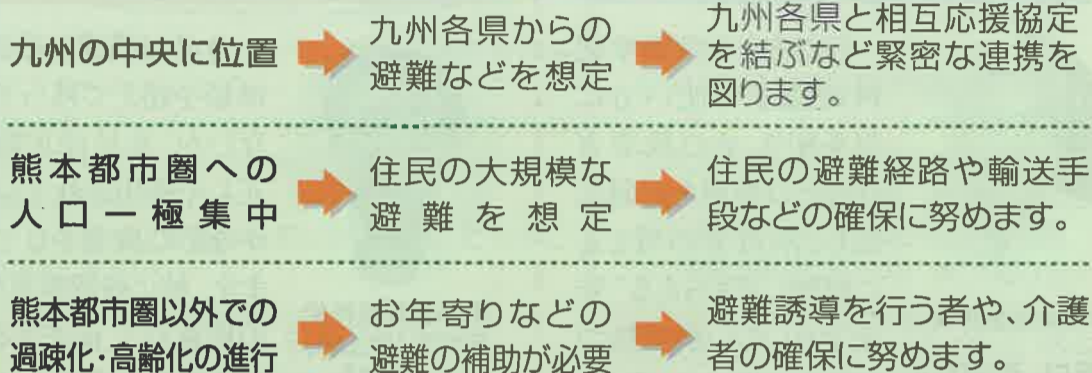 九州の中央に位置
九州各県からの
避難などを想定
九州各県と相互応援協定
を結ぶなど緊密な連携を
図ります。
熊本都市圏への
人口一極集中
住民の大規模な
避難を想定
住民の避難経路や輸送手
段などの確保に努めます。
熊本都市圏以外での
過疎化・高齢化の進行
お年寄りなどの
避難の補助が必要
避難誘導を行う者や、介護
者の確保に努めます。